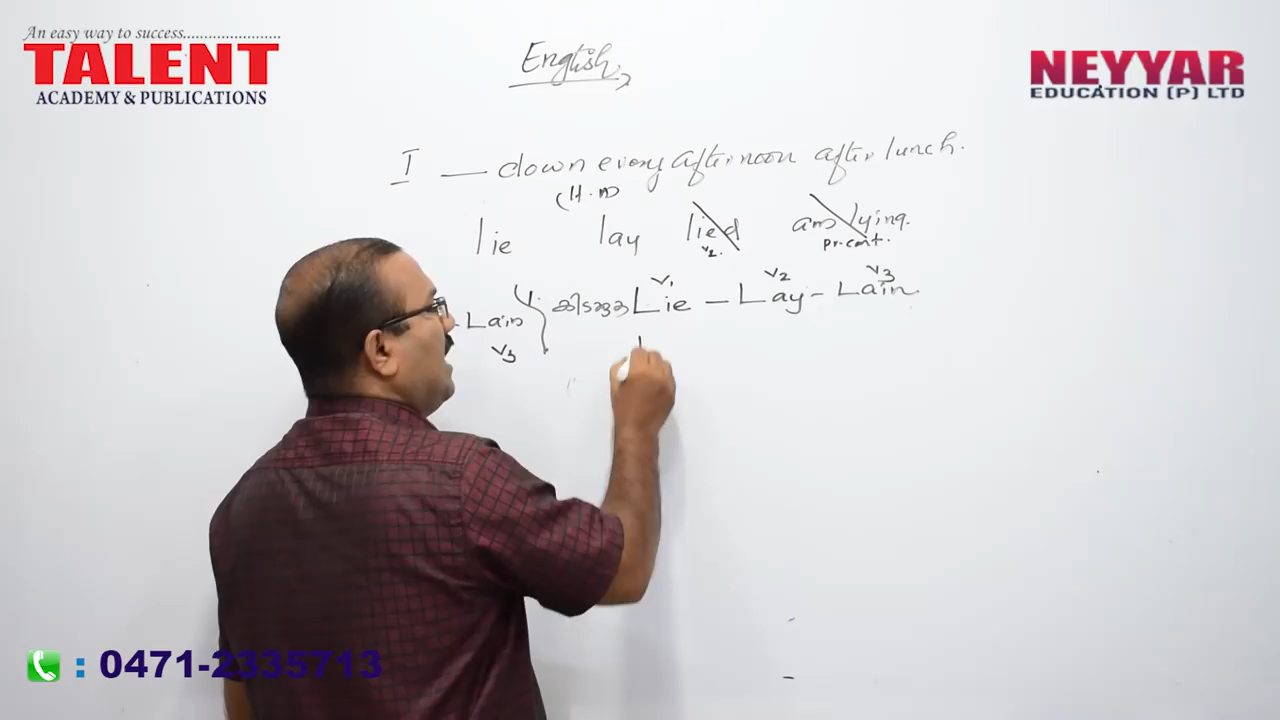 An easy way to success......................
TALENT
ACADEMY & PUBLICATIONS
NEYYAR
EDUCATION (P) LTD
English
I ___ down every afternoon after lunch.
(H.A)
lie lay lied am lying.
V2. pr.cont.
V1 V2 V3
- Lain കിടക്കുക Lie - Lay - Lain.
V3
: 0471-2335713